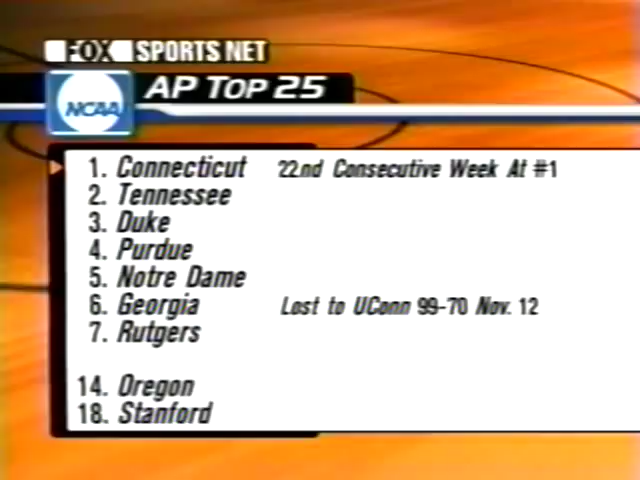 FOX SPORTS NET
NCAA
AP TOP 25
1. Connecticut 22nd Consecutive Week At #1
2. Tennessee
3. Duke
4. Purdue
5. Notre Dame
6. Georgia Lost to UConn 99-70 Nov. 12
7. Rutgers
14. Oregon
18. Stanford